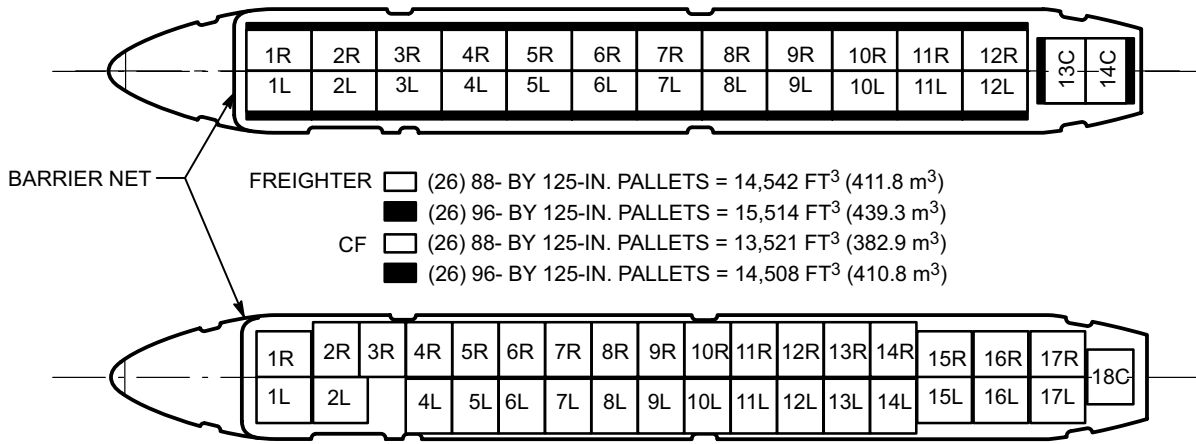 1R 2R 3R 4R 5R 6R 7R 8R 9R 10R 11R 12R
13C 14C
1L 2L 3L 4L 5L 6L 7L 8L 9L 10L 11L 12L
BARRIER NET
FREIGHTER (26) 88- BY 125-IN. PALLETS = 14,542 FT³ (411.8 m³)
(26) 96- BY 125-IN. PALLETS = 15,514 FT³ (439.3 m³)
CF (26) 88- BY 125-IN. PALLETS = 13,521 FT³ (382.9 m³)
(26) 96- BY 125-IN. PALLETS = 14,508 FT³ (410.8 m³)
1R 2R 3R 4R 5R 6R 7R 8R 9R 10R 11R 12R 13R 14R 15R 16R 17R
18C
1L 2L 4L 5L 6L 7L 8L 9L 10L 11L 12L 13L 14L 15L 16L 17L